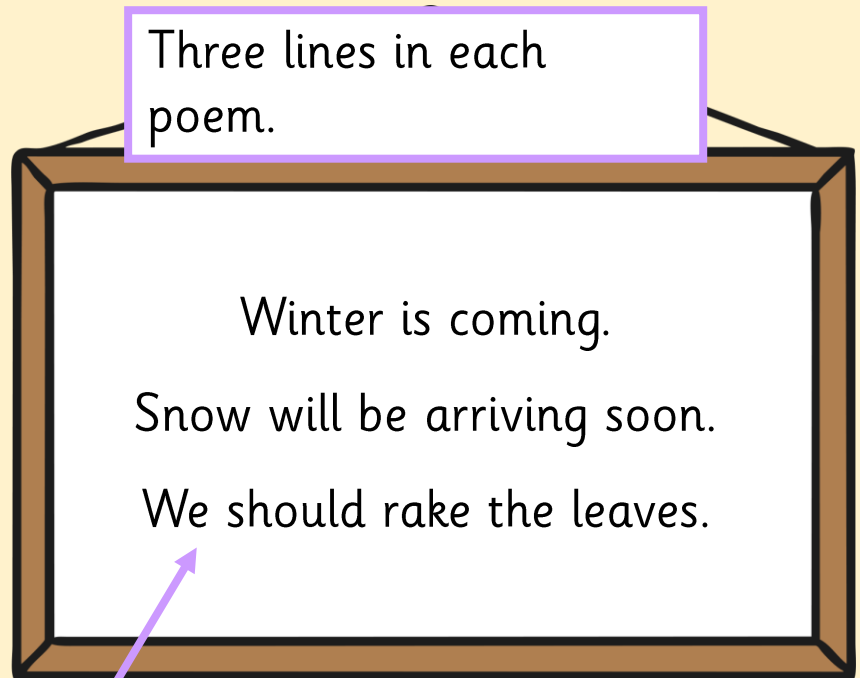 Three lines in each
poem.
Winter is coming.
Snow will be arriving soon.
We should rake the leaves.